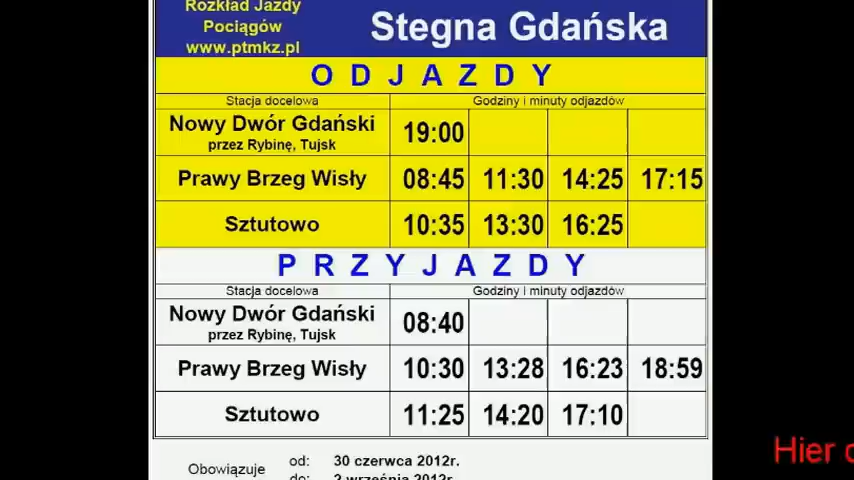 Rozkład Jazdy
Pociągów
www.ptmkz.pl
Stegna Gdańska
O D J A Z D Y
Stacja docelowa Godziny i minuty odjazdów
Nowy Dwór Gdański
przez Rybinę, Tujsk
19:00
Prawy Brzeg Wisły 08:45 11:30 14:25 17:15
Sztutowo 10:35 13:30 16:25
P R Z Y J A Z D Y
Stacja docelowa Godziny i minuty odjazdów
Nowy Dwór Gdański
przez Rybinę, Tujsk
08:40
Prawy Brzeg Wisły 10:30 13:28 16:23 18:59
Sztutowo 11:25 14:20 17:10
Hier
Obowiązuje od: 30 czerwca 2012r.
do: 2 września 2012r.